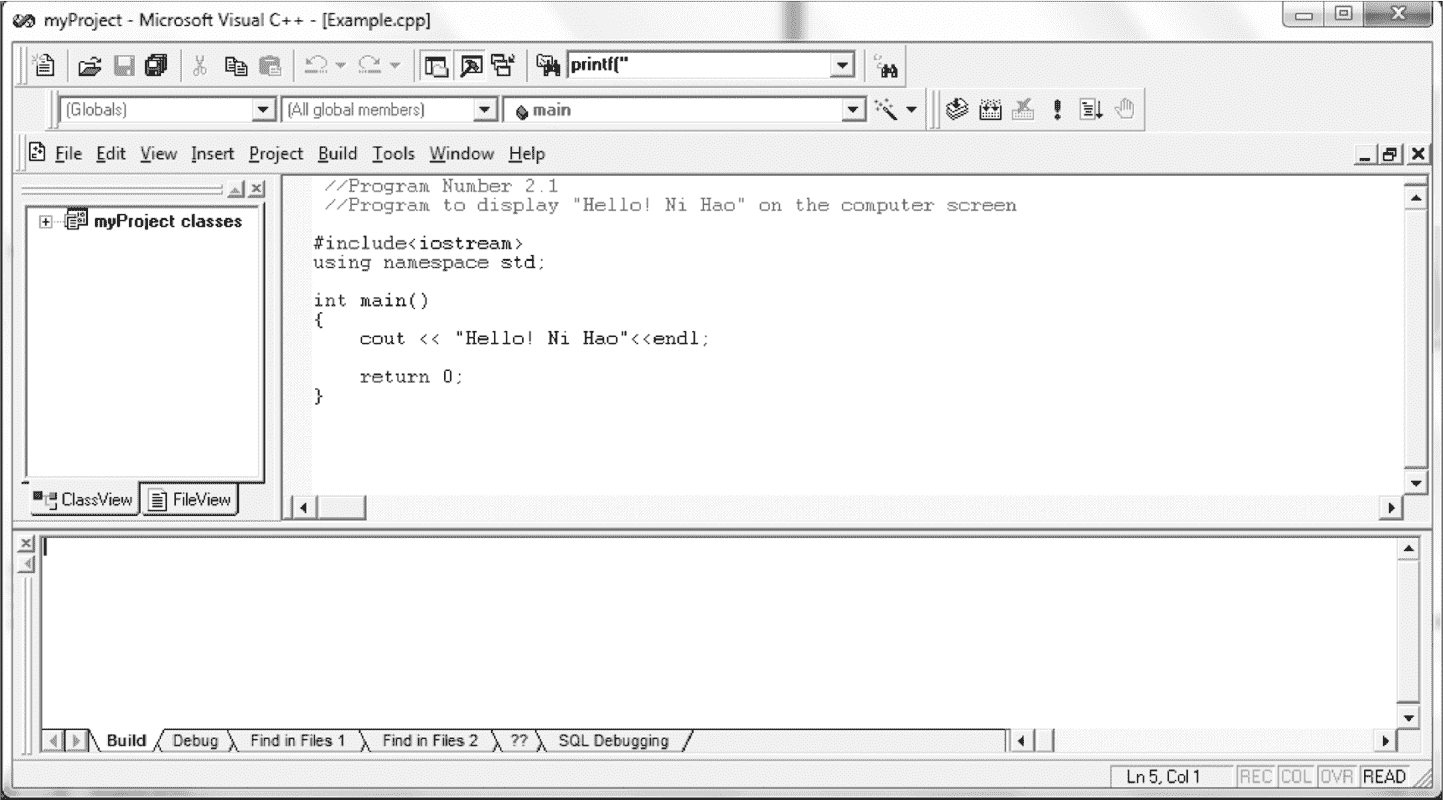 myProject - Microsoft Visual C++ - [Example.cpp]
printf("
(Globals) (All global members) main
File Edit View Insert Project Build Tools Window Help
//Program Number 2.1
//Program to display "Hello! Ni Hao" on the computer screen
myProject classes
#include<iostream>
using namespace std;
int main()
{
cout << "Hello! Ni Hao"<<endl;
return 0;
}
ClassView FileView
Build Debug Find in Files 1 Find in Files 2 ?? SQL Debugging
Ln 5, Col 1 REC COL OVR READ